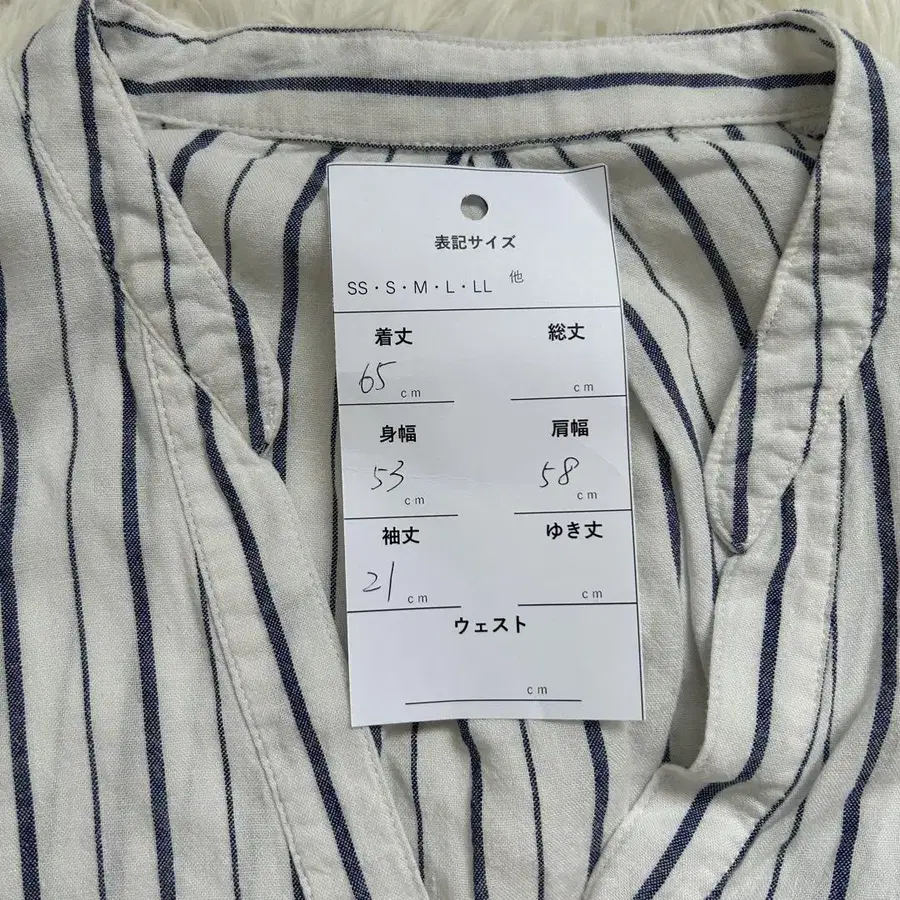 表記サイズ
SS・S・M・L・LL 他
着丈 総丈
65 cm cm
身幅 肩幅
53 cm 58 cm
袖丈 ゆき丈
21 cm cm
ウェスト
cm